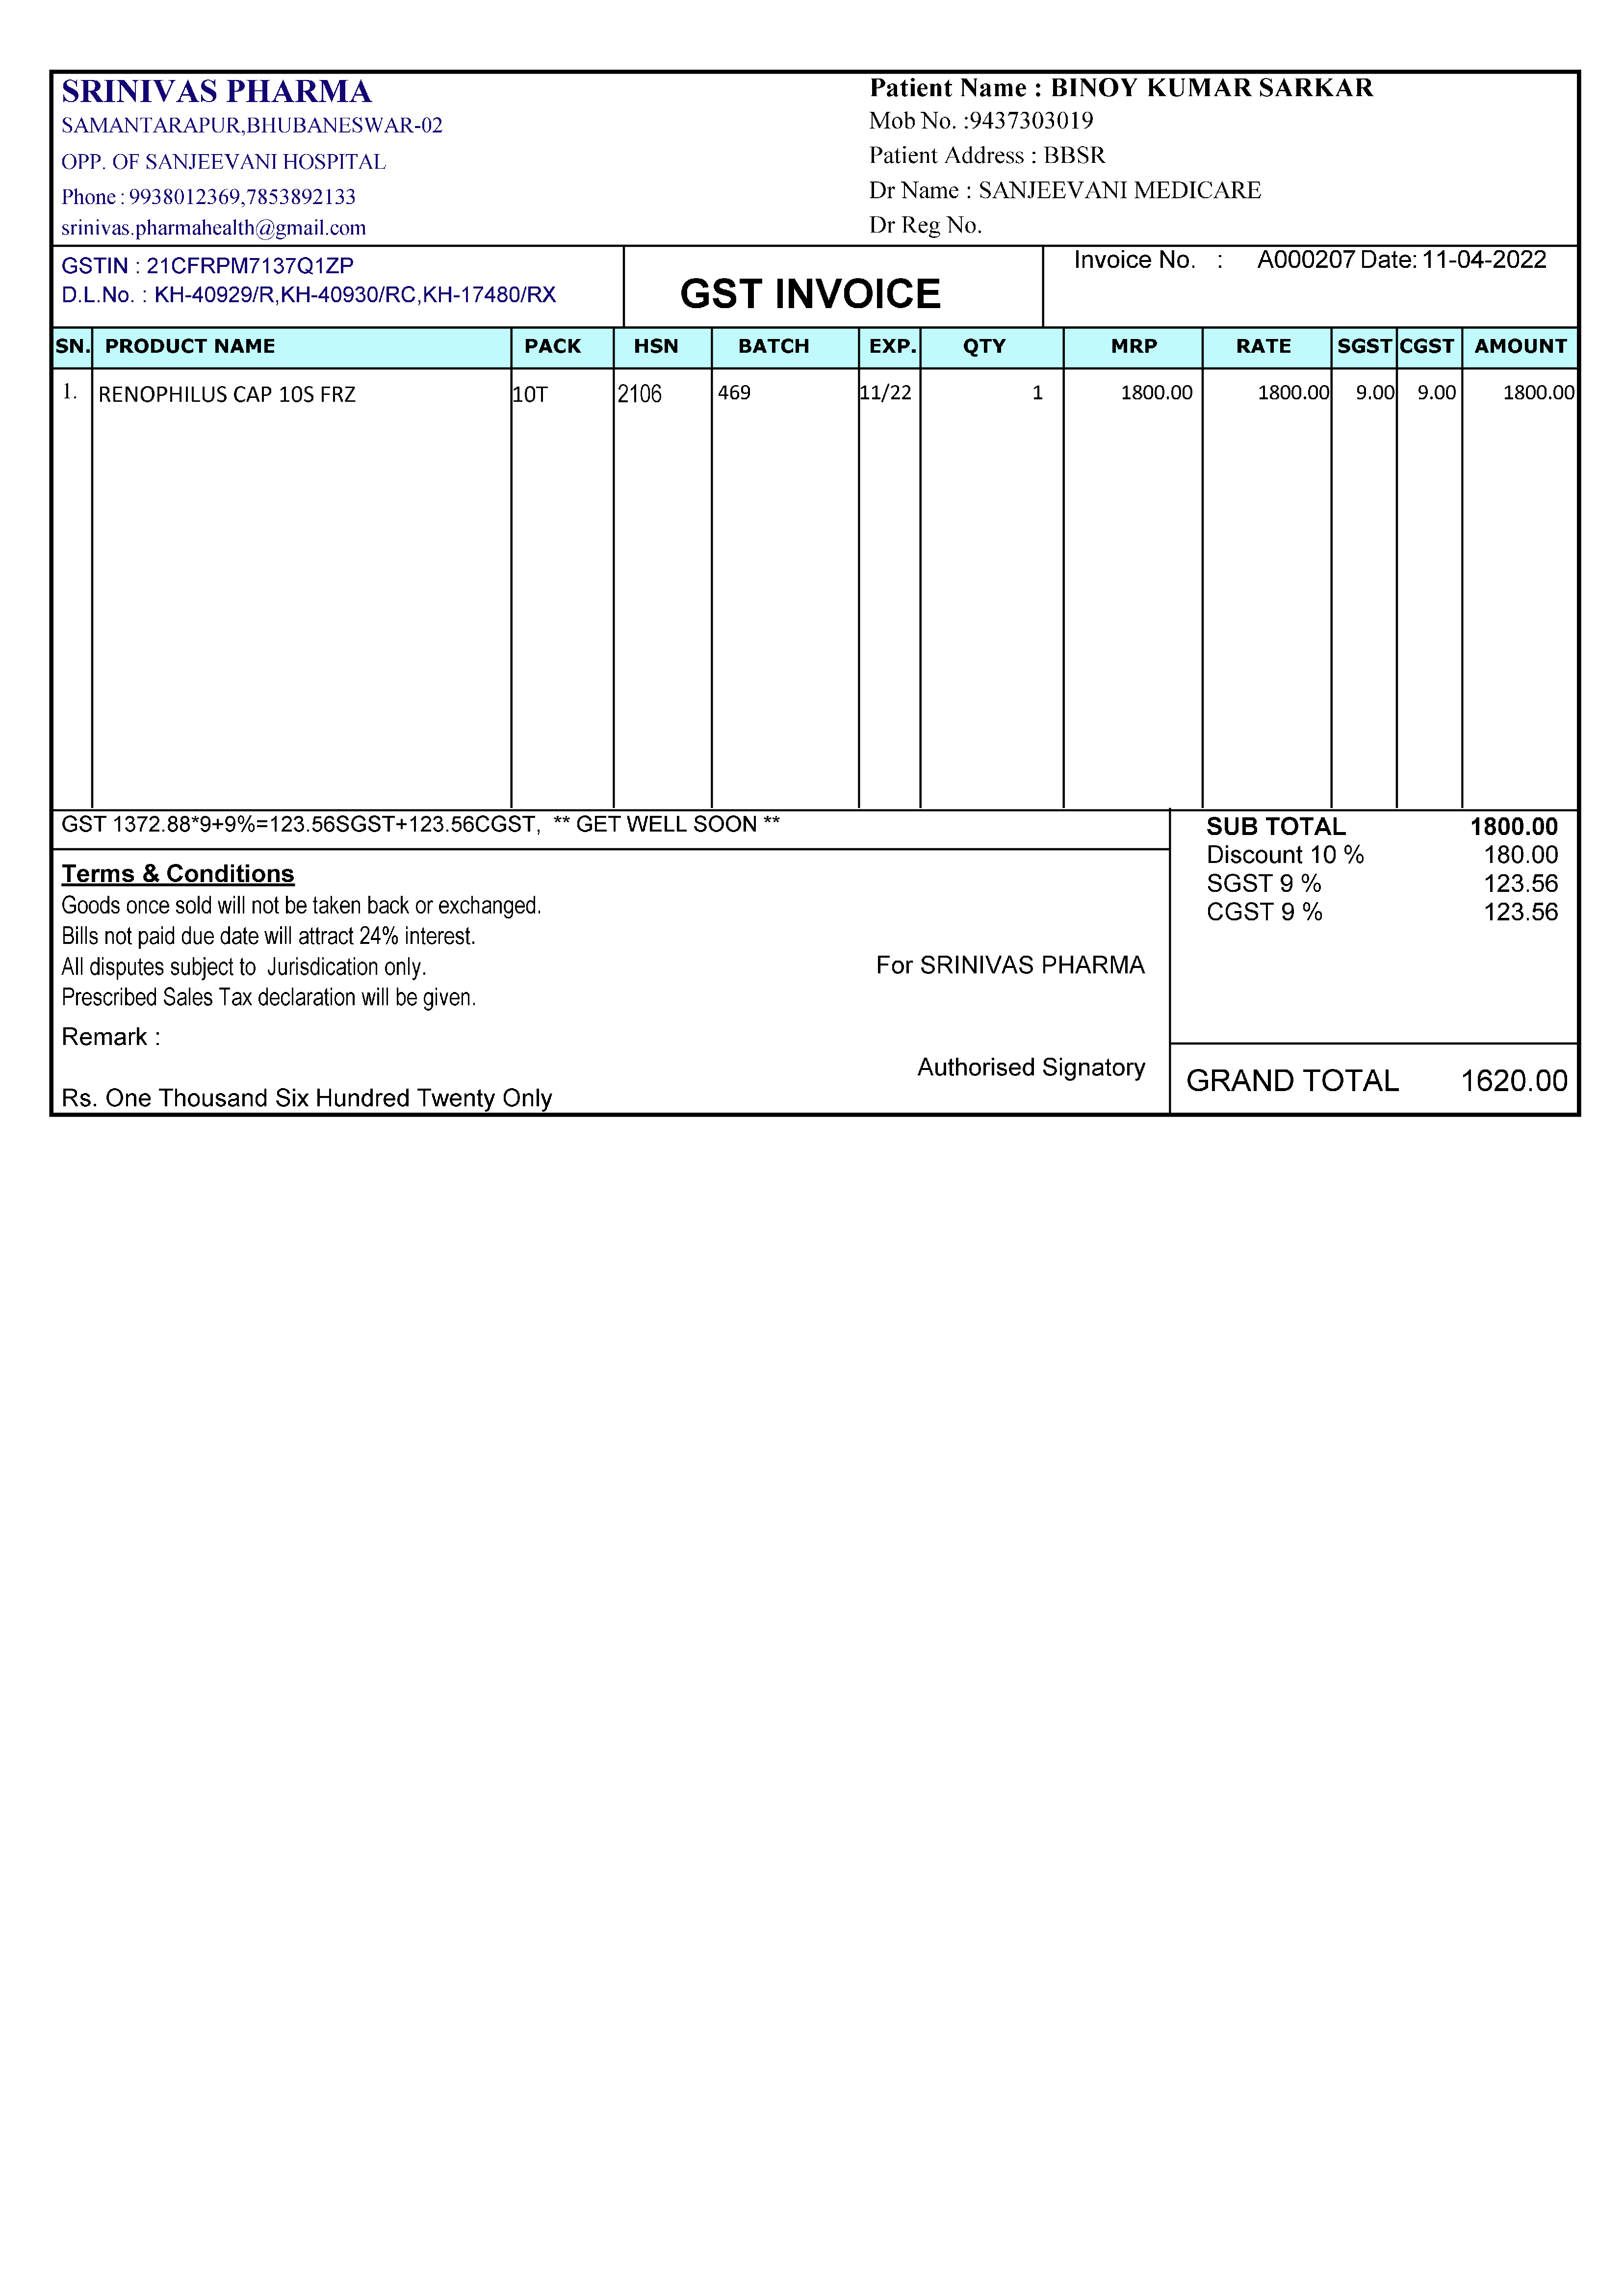 SRINIVAS PHARMA
SAMANTARAPUR,BHUBANESWAR-02
OPP. OF SANJEEVANI HOSPITAL
Phone : 9938012369,7853892133
srinivas.pharmahealth@gmail.com
Patient Name : BINOY KUMAR SARKAR
Mob No. :9437303019
Patient Address : BBSR
Dr Name : SANJEEVANI MEDICARE
Dr Reg No.
GSTIN : 21CFRPM7137Q1ZP
D.L.No. : KH-40929/R,KH-40930/RC,KH-17480/RX
GST INVOICE
Invoice No. : A000207 Date: 11-04-2022
SN. PRODUCT NAME PACK HSN BATCH EXP. QTY MRP RATE SGST CGST AMOUNT
1. RENOPHILUS CAP 10S FRZ 10T 2106 469 11/22 1 1800.00 1800.00 9.00 9.00 1800.00
GST 1372.88*9+9%=123.56SGST+123.56CGST, ** GET WELL SOON **
Terms & Conditions
Goods once sold will not be taken back or exchanged.
Bills not paid due date will attract 24% interest.
All disputes subject to Jurisdication only.
Prescribed Sales Tax declaration will be given.
Remark :
Rs. One Thousand Six Hundred Twenty Only
For SRINIVAS PHARMA
Authorised Signatory
SUB TOTAL 1800.00
Discount 10 % 180.00
SGST 9 % 123.56
CGST 9 % 123.56
GRAND TOTAL 1620.00